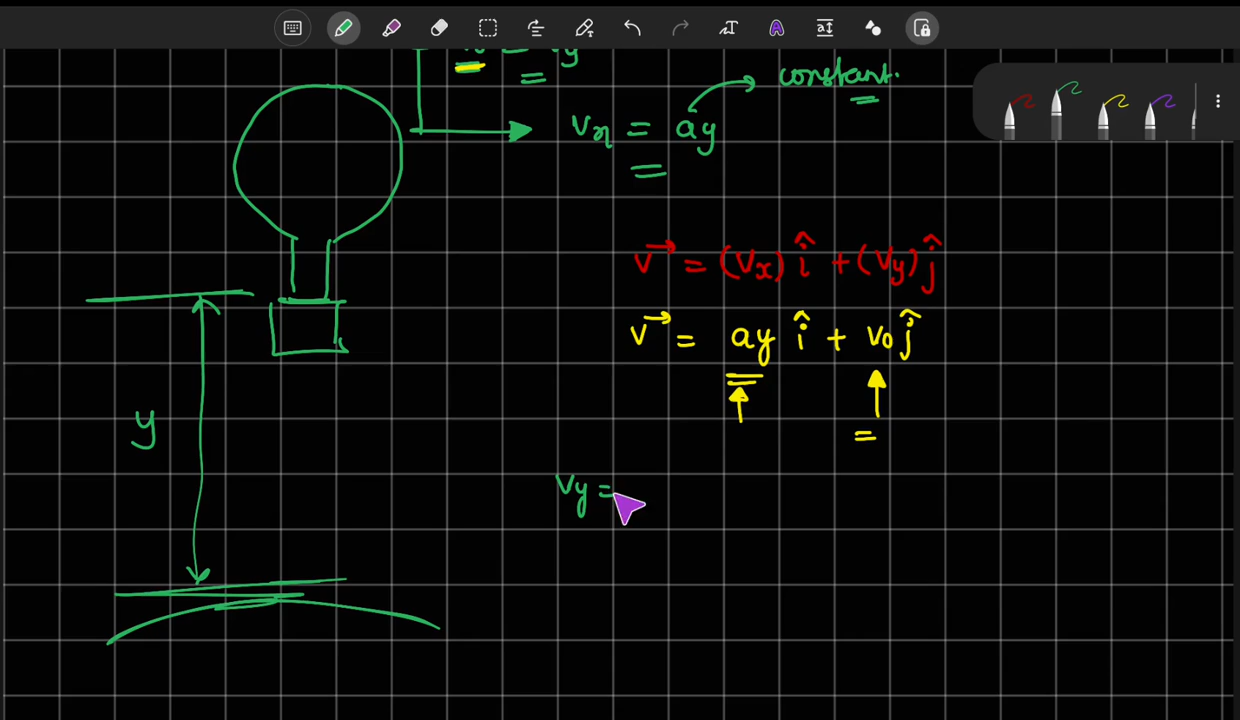 constant.
vx = ay
v→ = (Vx) î + (Vy) ĵ
v→ = ay î + v0 ĵ
=
y
vy =